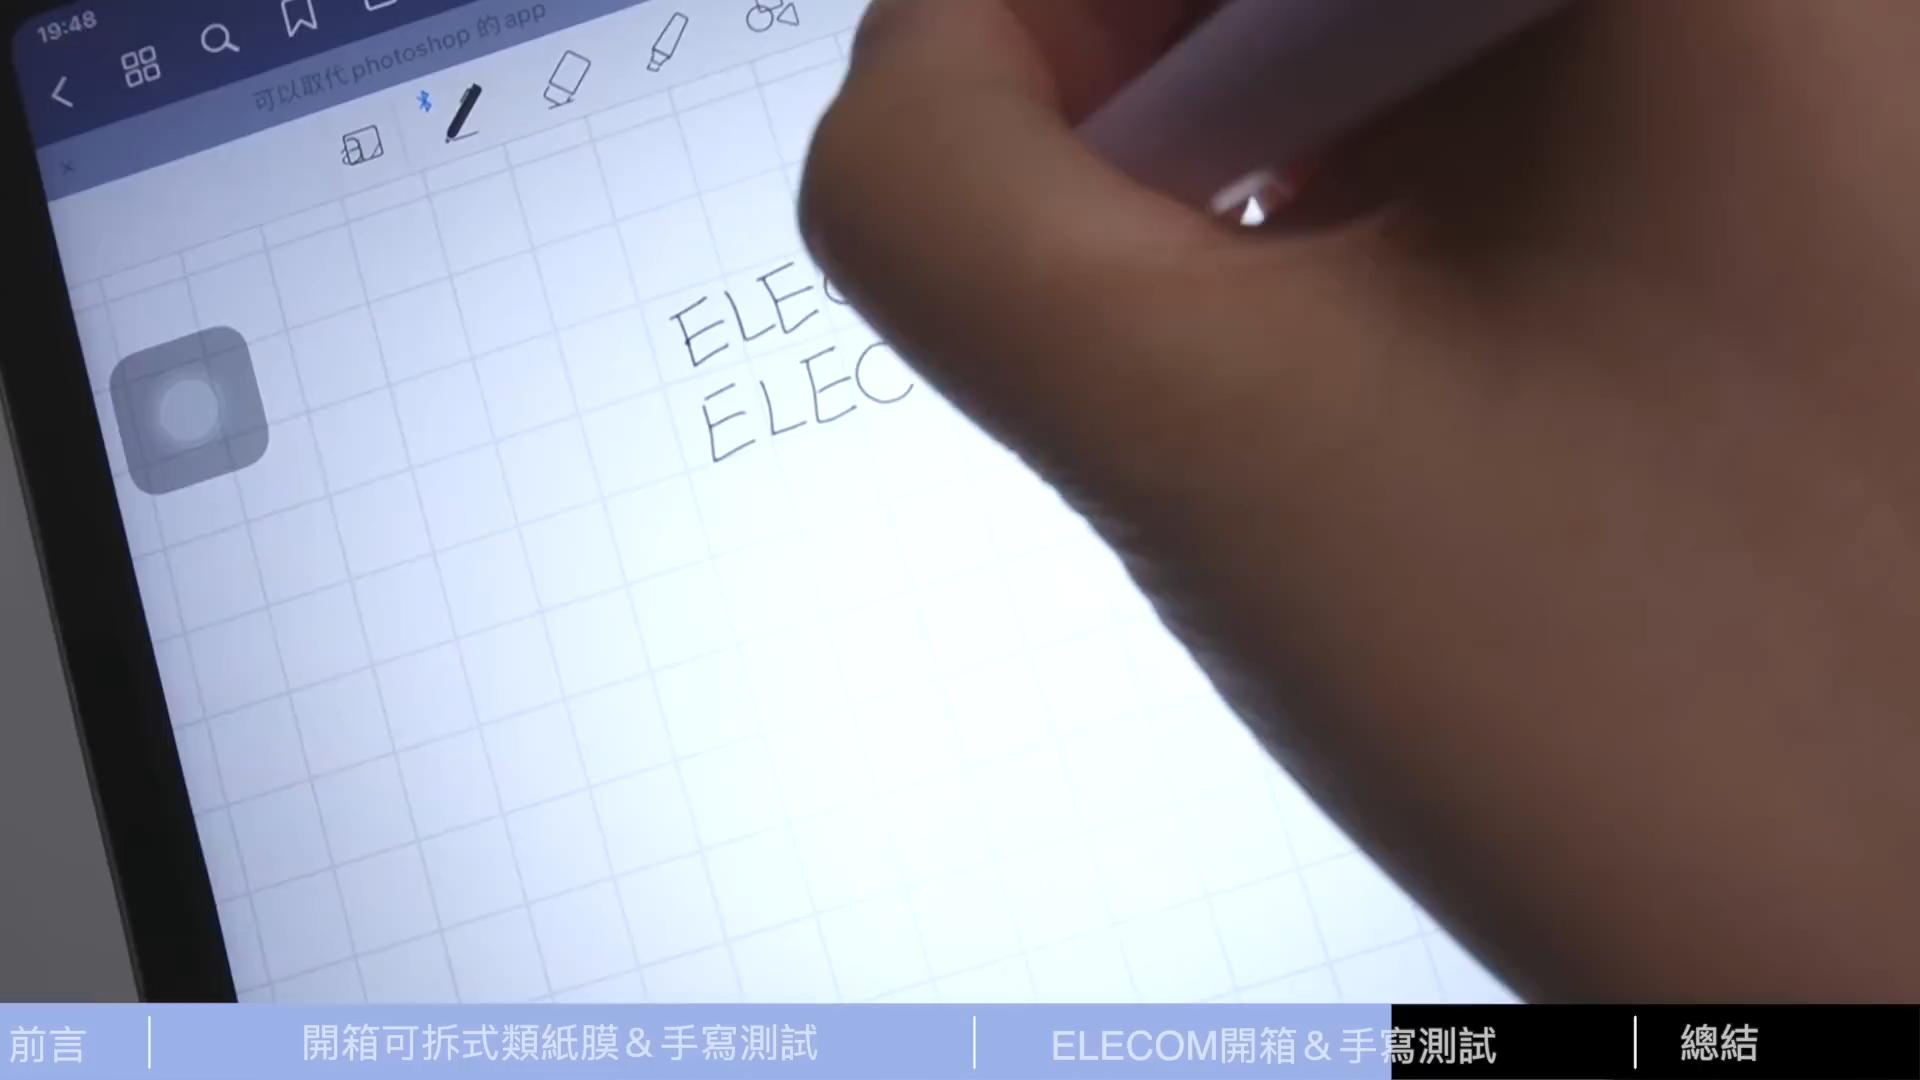 19:48
可以取代 photoshop 的 app
ELEC
ELEC
前言
開箱可拆式類紙膜＆手寫測試
ELECOM開箱＆手寫測試
總結